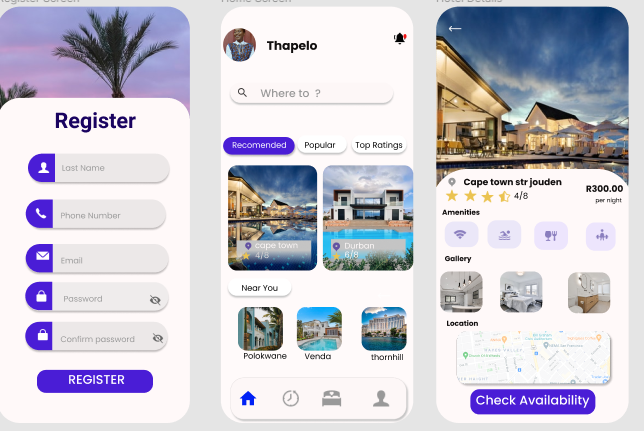 Register Screen
Register
Last Name
Phone Number
Email
Password
Confirm password
REGISTER
Home Screen
Thapelo
Where to ?
Recomended
Popular
Top Ratings
cape town
4/8
Durban
6/8
Near You
Polokwane
Venda
thornhill
Hotel Details
Cape town str jouden
4/8
R300.00
per night
Amenities
Gallery
Location
Check Availability